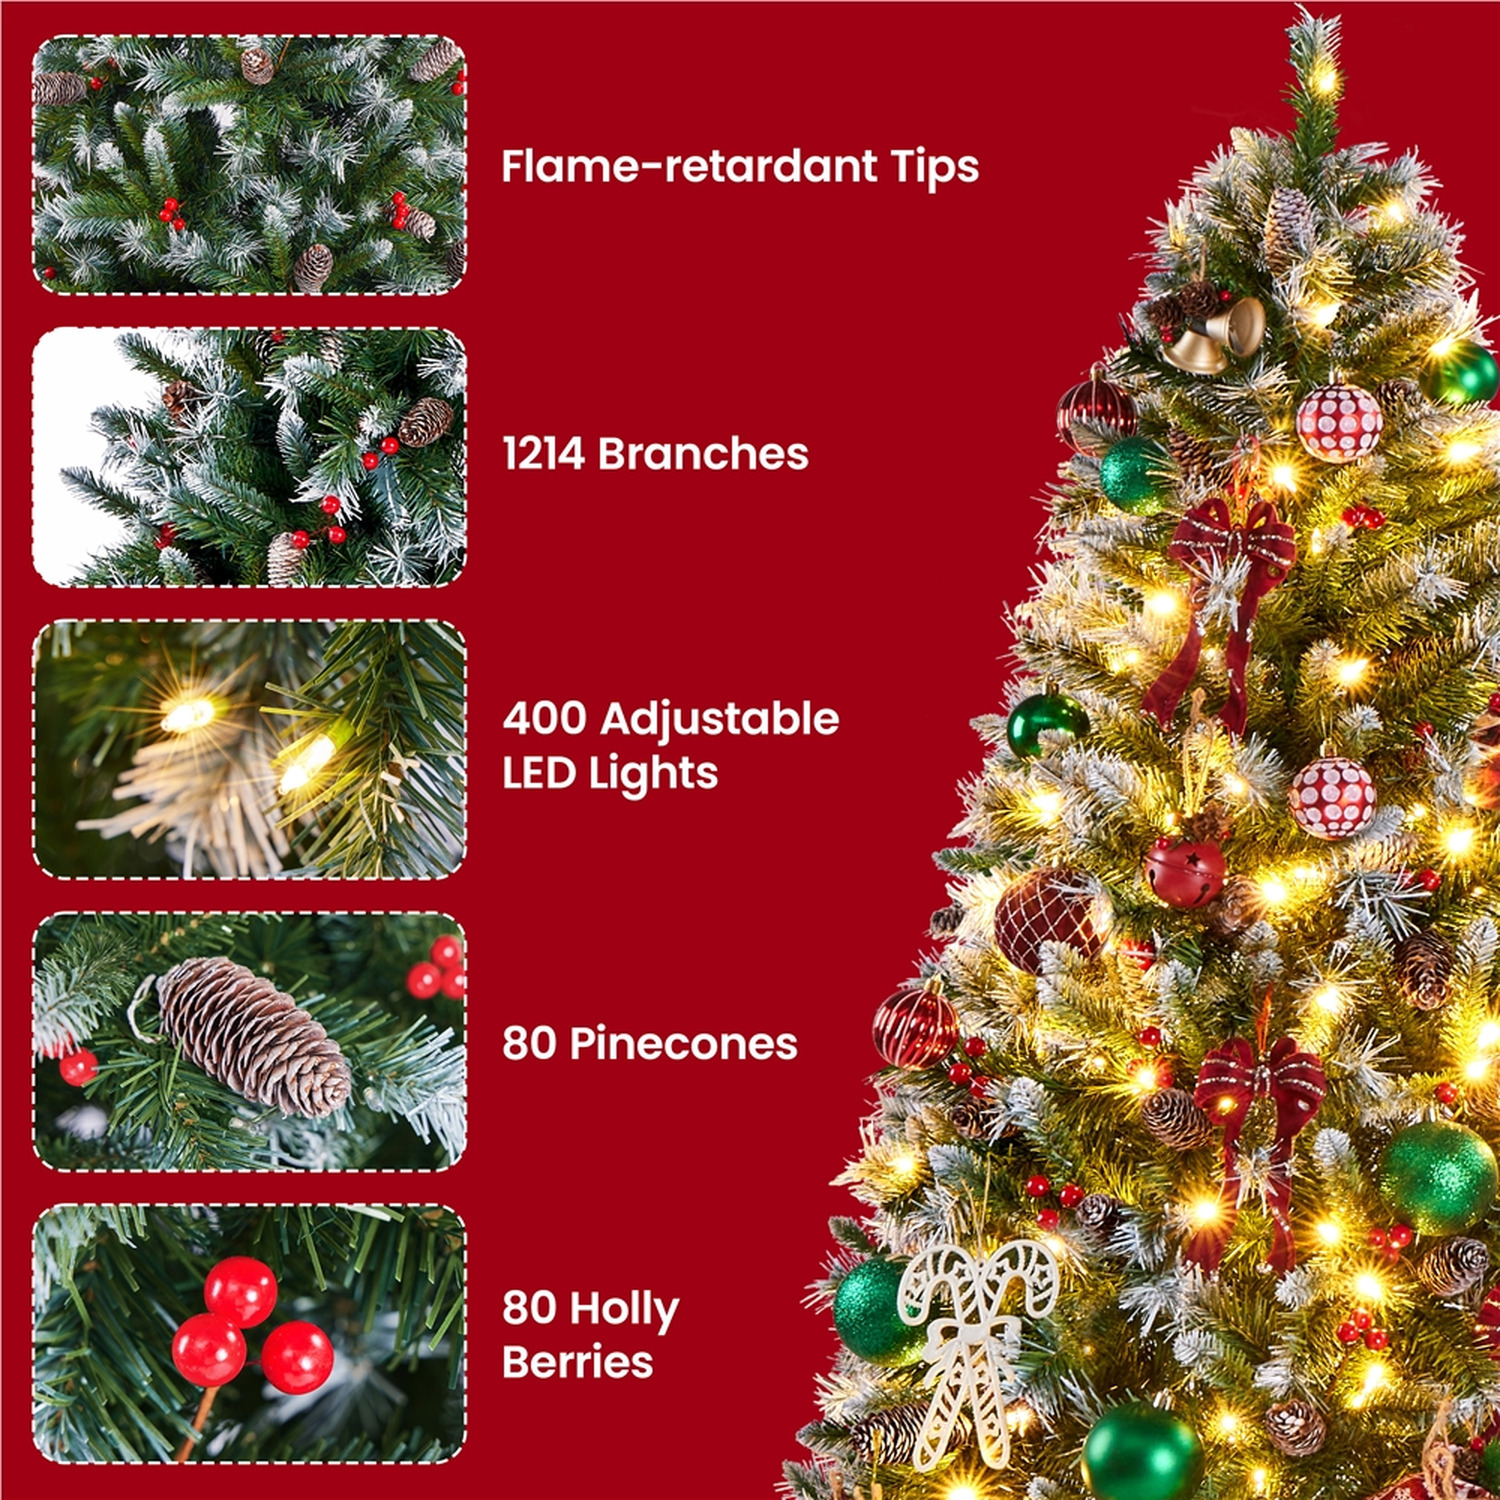 Flame-retardant Tips
1214 Branches
400 Adjustable
LED Lights
80 Pinecones
80 Holly
Berries